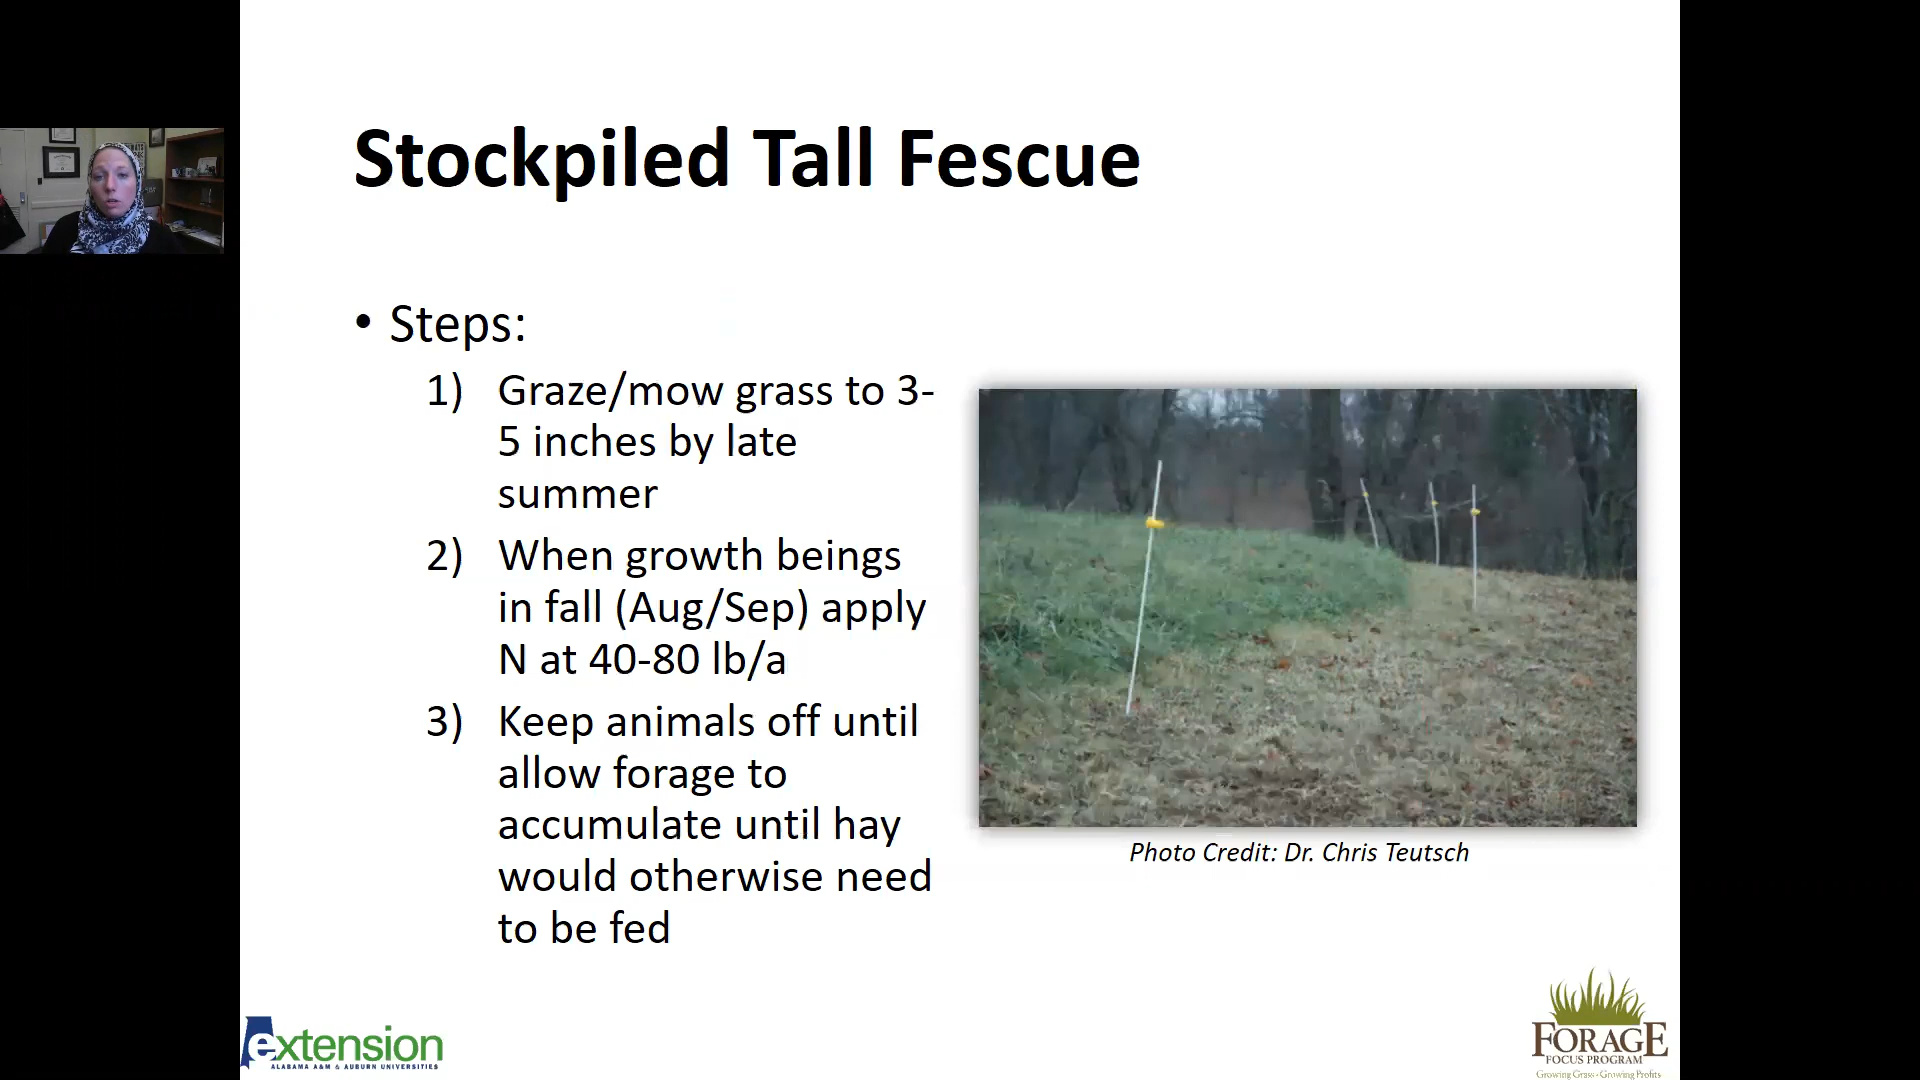 Stockpiled Tall Fescue
• Steps:
1) Graze/mow grass to 3-
5 inches by late
summer
2) When growth beings
in fall (Aug/Sep) apply
N at 40-80 lb/a
3) Keep animals off until
allow forage to
accumulate until hay
would otherwise need
to be fed
Photo Credit: Dr. Chris Teutsch
extension
ALABAMA A&M & AUBURN UNIVERSITIES
FORAGE
FOCUS PROGRAM
Growing Grass - Growing Profits